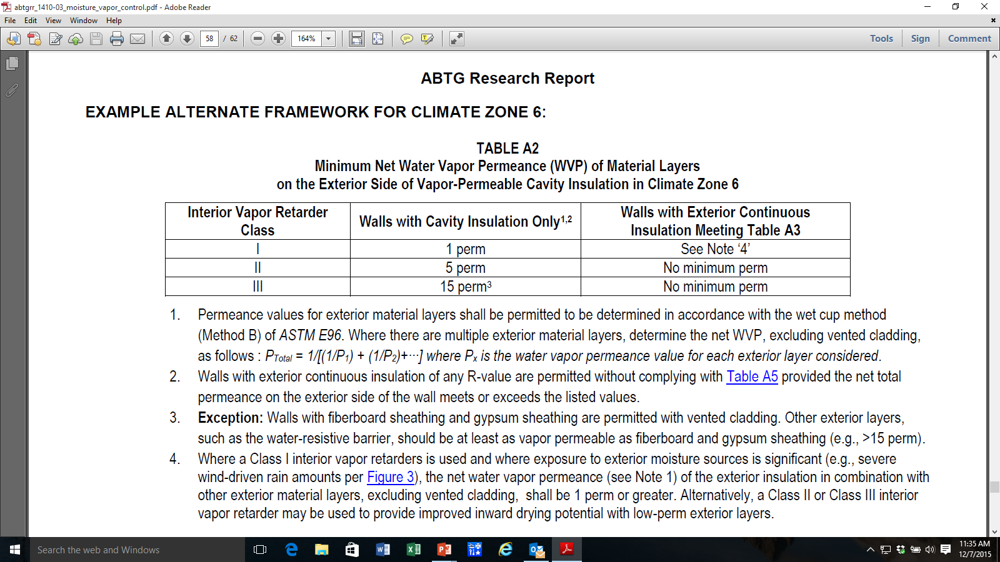 abtgrr_1410-03_moisture_vapor_control.pdf - Adobe Reader
File Edit View Window Help
58 / 62 164% Tools Sign Comment
ABTG Research Report
EXAMPLE ALTERNATE FRAMEWORK FOR CLIMATE ZONE 6:
TABLE A2
Minimum Net Water Vapor Permeance (WVP) of Material Layers
on the Exterior Side of Vapor-Permeable Cavity Insulation in Climate Zone 6
Interior Vapor Retarder Class Walls with Cavity Insulation Only1,2 Walls with Exterior Continuous Insulation Meeting Table A3
I 1 perm See Note ‘4’
II 5 perm No minimum perm
III 15 perm3 No minimum perm
1. Permeance values for exterior material layers shall be permitted to be determined in accordance with the wet cup method
(Method B) of ASTM E96. Where there are multiple exterior material layers, determine the net WVP, excluding vented cladding,
as follows : PTotal = 1/[(1/P1) + (1/P2)+···] where Px is the water vapor permeance value for each exterior layer considered.
2. Walls with exterior continuous insulation of any R-value are permitted without complying with Table A5 provided the net total
permeance on the exterior side of the wall meets or exceeds the listed values.
3. Exception: Walls with fiberboard sheathing and gypsum sheathing are permitted with vented cladding. Other exterior layers,
such as the water-resistive barrier, should be at least as vapor permeable as fiberboard and gypsum sheathing (e.g., >15 perm).
4. Where a Class I interior vapor retarders is used and where exposure to exterior moisture sources is significant (e.g., severe
wind-driven rain amounts per Figure 3), the net water vapor permeance (see Note 1) of the exterior insulation in combination with
other exterior material layers, excluding vented cladding, shall be 1 perm or greater. Alternatively, a Class II or Class III interior
vapor retarder may be used to provide improved inward drying potential with low-perm exterior layers.
Search the web and Windows
11:35 AM
12/7/2015